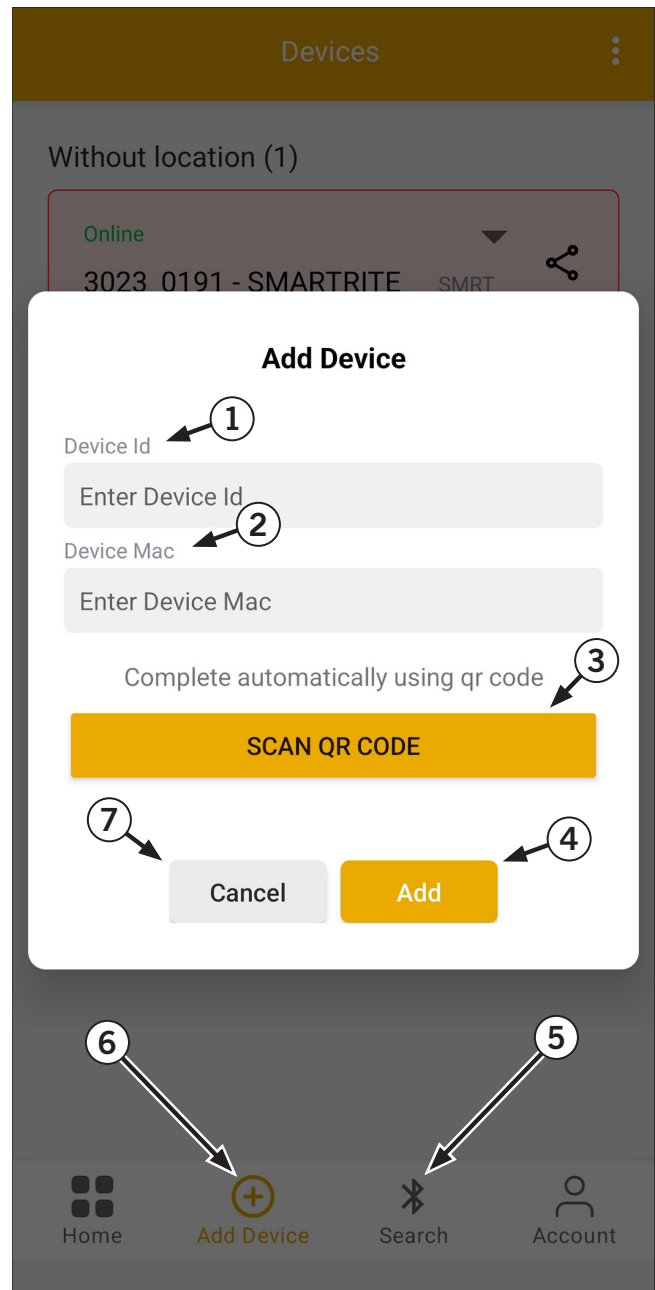 Devices
Without location (1)
Online
3023 0191 - SMARTRITE SMRT
Add Device
1
Device Id
Enter Device Id
2
Device Mac
Enter Device Mac
3
Complete automatically using qr code
SCAN QR CODE
7
4
Cancel Add
6
5
Home Add Device Search Account